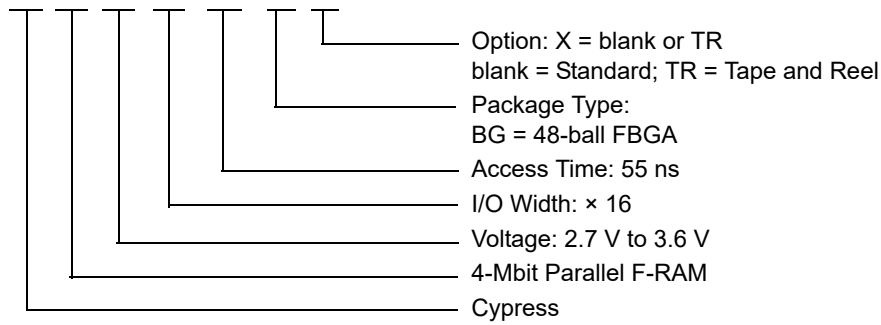 Option: X = blank or TR
blank = Standard; TR = Tape and Reel
Package Type:
BG = 48-ball FBGA
Access Time: 55 ns
I/O Width: × 16
Voltage: 2.7 V to 3.6 V
4-Mbit Parallel F-RAM
Cypress